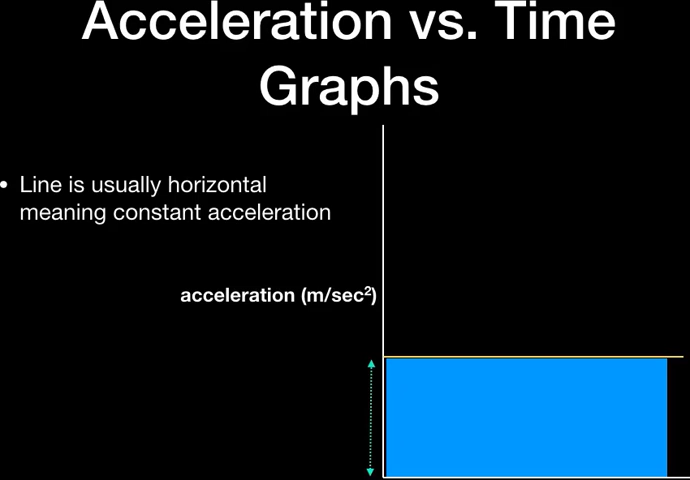 Acceleration vs. Time
Graphs
• Line is usually horizontal
meaning constant acceleration
acceleration (m/sec²)